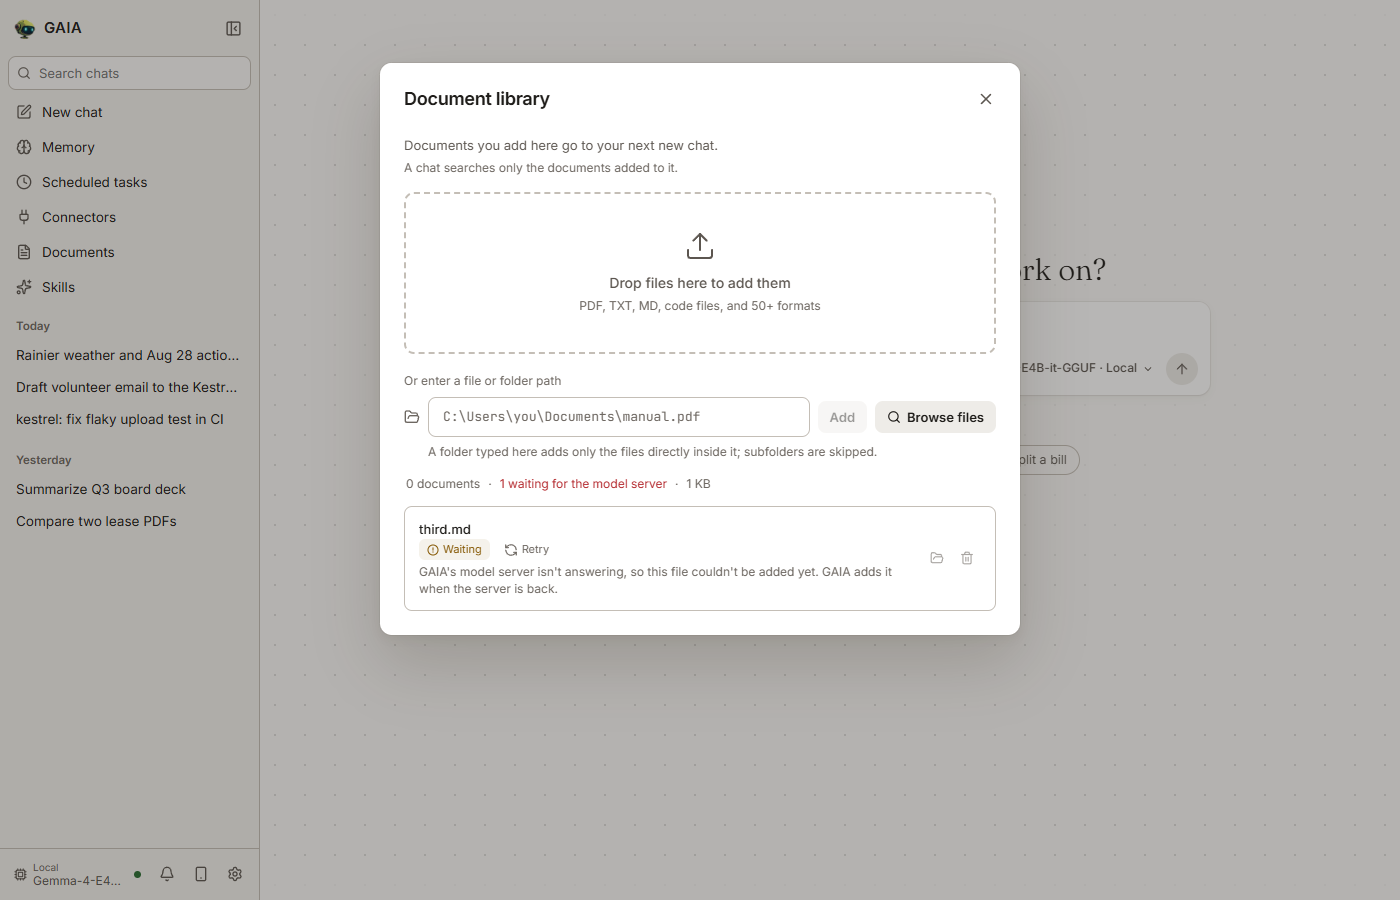 GAIA
Search chats
New chat
Memory
Scheduled tasks
Connectors
Documents
Skills
Today
Rainier weather and Aug 28 actio...
Draft volunteer email to the Kestr...
kestrel: fix flaky upload test in CI
Yesterday
Summarize Q3 board deck
Compare two lease PDFs
Local
Gemma-4-E4...
Document library
Documents you add here go to your next new chat.
A chat searches only the documents added to it.
Drop files here to add them
PDF, TXT, MD, code files, and 50+ formats
Or enter a file or folder path
C:\Users\you\Documents\manual.pdf
Add
Browse files
A folder typed here adds only the files directly inside it; subfolders are skipped.
0 documents · 1 waiting for the model server · 1 KB
third.md
Waiting
Retry
GAIA's model server isn't answering, so this file couldn't be added yet. GAIA adds it
when the server is back.
rk on?
E4B-it-GGUF · Local
plit a bill